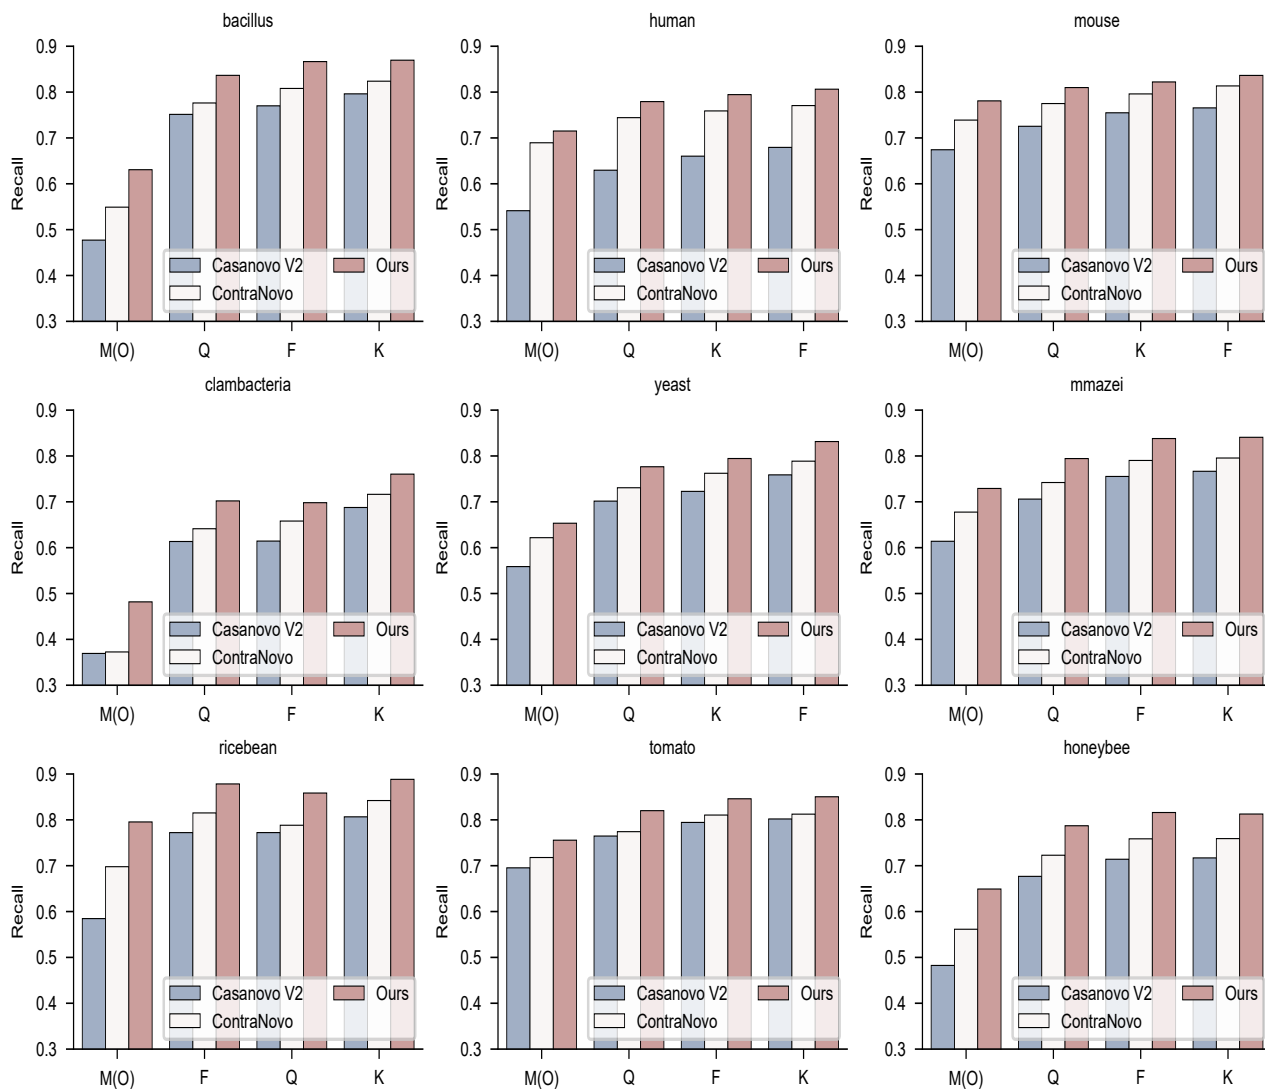 bacillus
0.9
0.8
0.7
0.6
0.5
0.4
0.3
Recall
Casanovo V2
Ours
ContraNovo
M(O) Q F K
human
0.9
0.8
0.7
0.6
0.5
0.4
0.3
Recall
Casanovo V2
Ours
ContraNovo
M(O) Q K F
mouse
0.9
0.8
0.7
0.6
0.5
0.4
0.3
Recall
Casanovo V2
Ours
ContraNovo
M(O) Q K F
clambacteria
0.9
0.8
0.7
0.6
0.5
0.4
0.3
Recall
Casanovo V2
Ours
ContraNovo
M(O) Q F K
yeast
0.9
0.8
0.7
0.6
0.5
0.4
0.3
Recall
Casanovo V2
Ours
ContraNovo
M(O) Q K F
mmazei
0.9
0.8
0.7
0.6
0.5
0.4
0.3
Recall
Casanovo V2
Ours
ContraNovo
M(O) Q F K
ricebean
0.9
0.8
0.7
0.6
0.5
0.4
0.3
Recall
Casanovo V2
Ours
ContraNovo
M(O) F Q K
tomato
0.9
0.8
0.7
0.6
0.5
0.4
0.3
Recall
Casanovo V2
Ours
ContraNovo
M(O) Q F K
honeybee
0.9
0.8
0.7
0.6
0.5
0.4
0.3
Recall
Casanovo V2
Ours
ContraNovo
M(O) Q F K